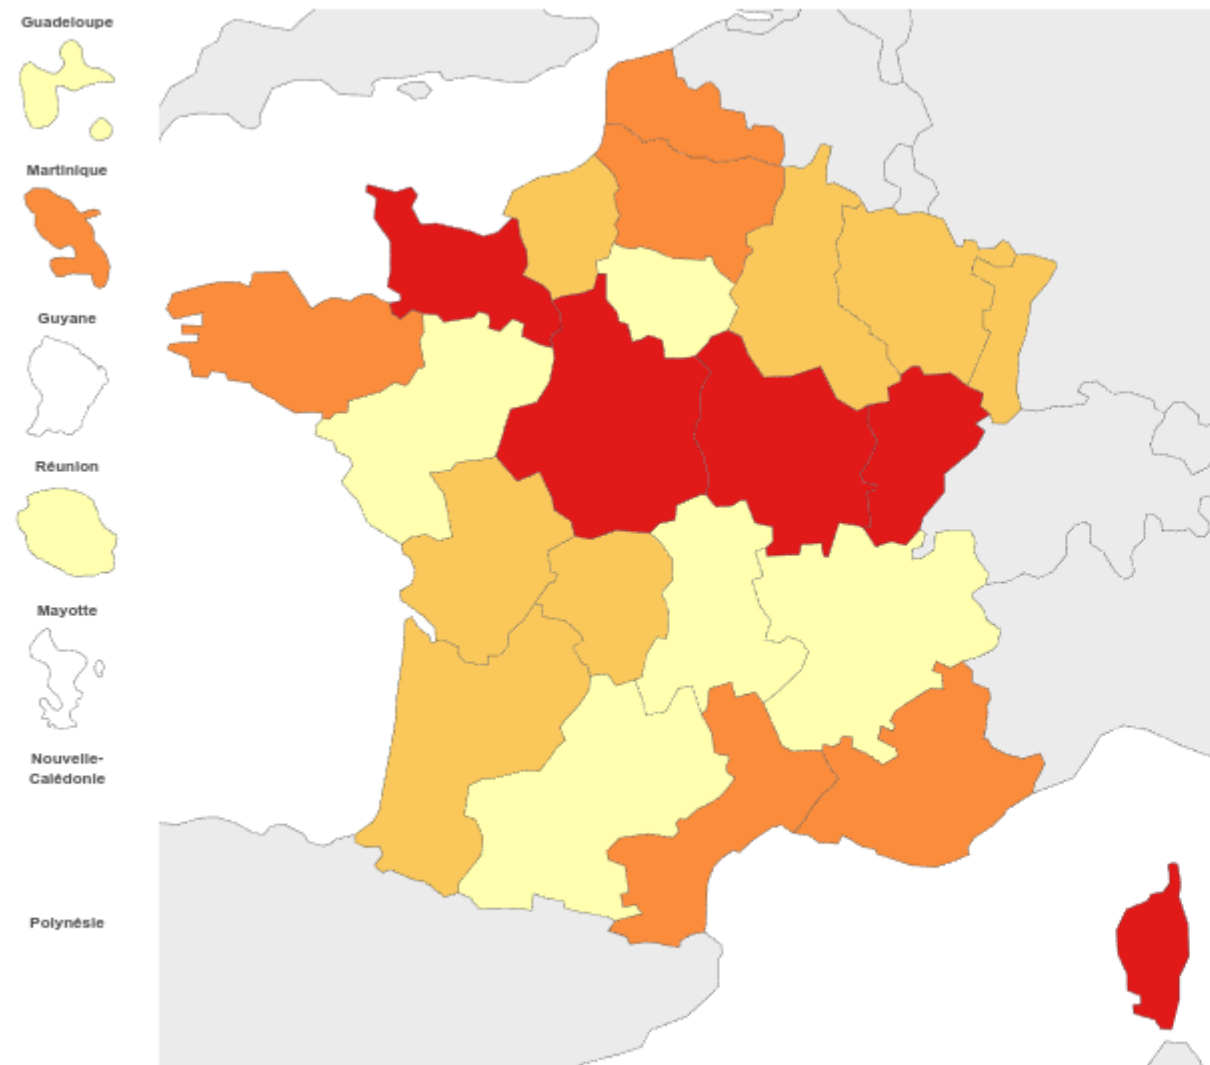 Guadeloupe
Martinique
Guyane
Réunion
Mayotte
Nouvelle-
Calédonie
Polynésie